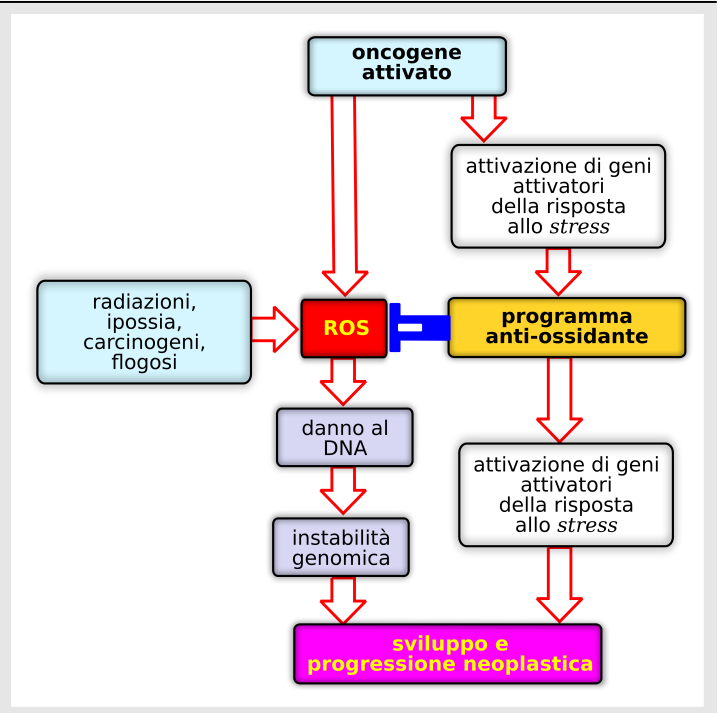 oncogene
attivato
attivazione di geni
attivatori
della risposta
allo stress
radiazioni,
ipossia,
carcinogeni,
flogosi
ROS
programma
anti-ossidante
danno al
DNA
attivazione di geni
attivatori
della risposta
allo stress
instabilità
genomica
sviluppo e
progressione neoplastica